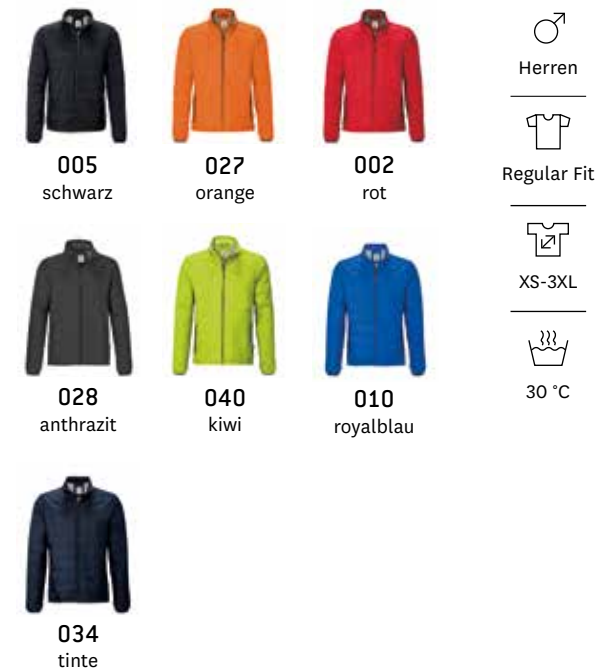 005
schwarz
027
orange
002
rot
028
anthrazit
040
kiwi
010
royalblau
034
tinte
Herren
Regular Fit
XS-3XL
30 °C